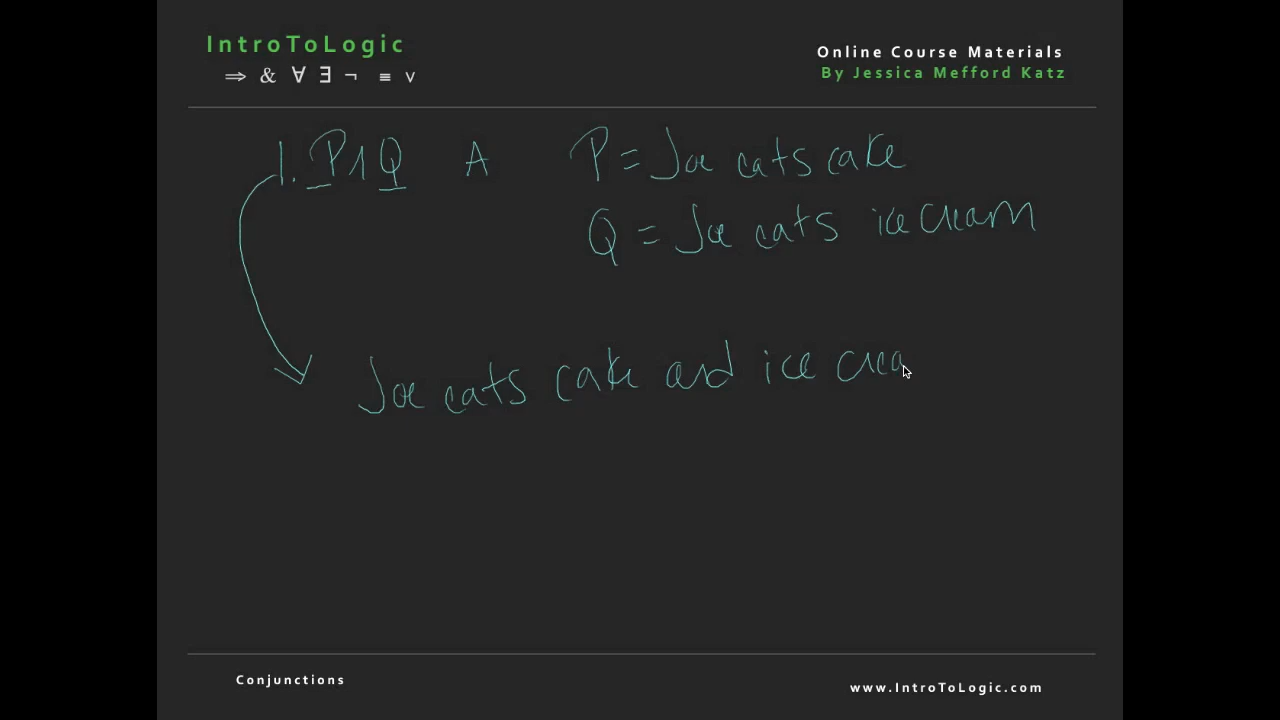 IntroToLogic
⇒ & ∀ ∃ ¬ ≡ ∨
Online Course Materials
By Jessica Mefford Katz
1. P∧Q A P = Joe eats cake
Q = Joe eats ice cream
Joe eats cake and ice crea
Conjunctions
www.IntroToLogic.com